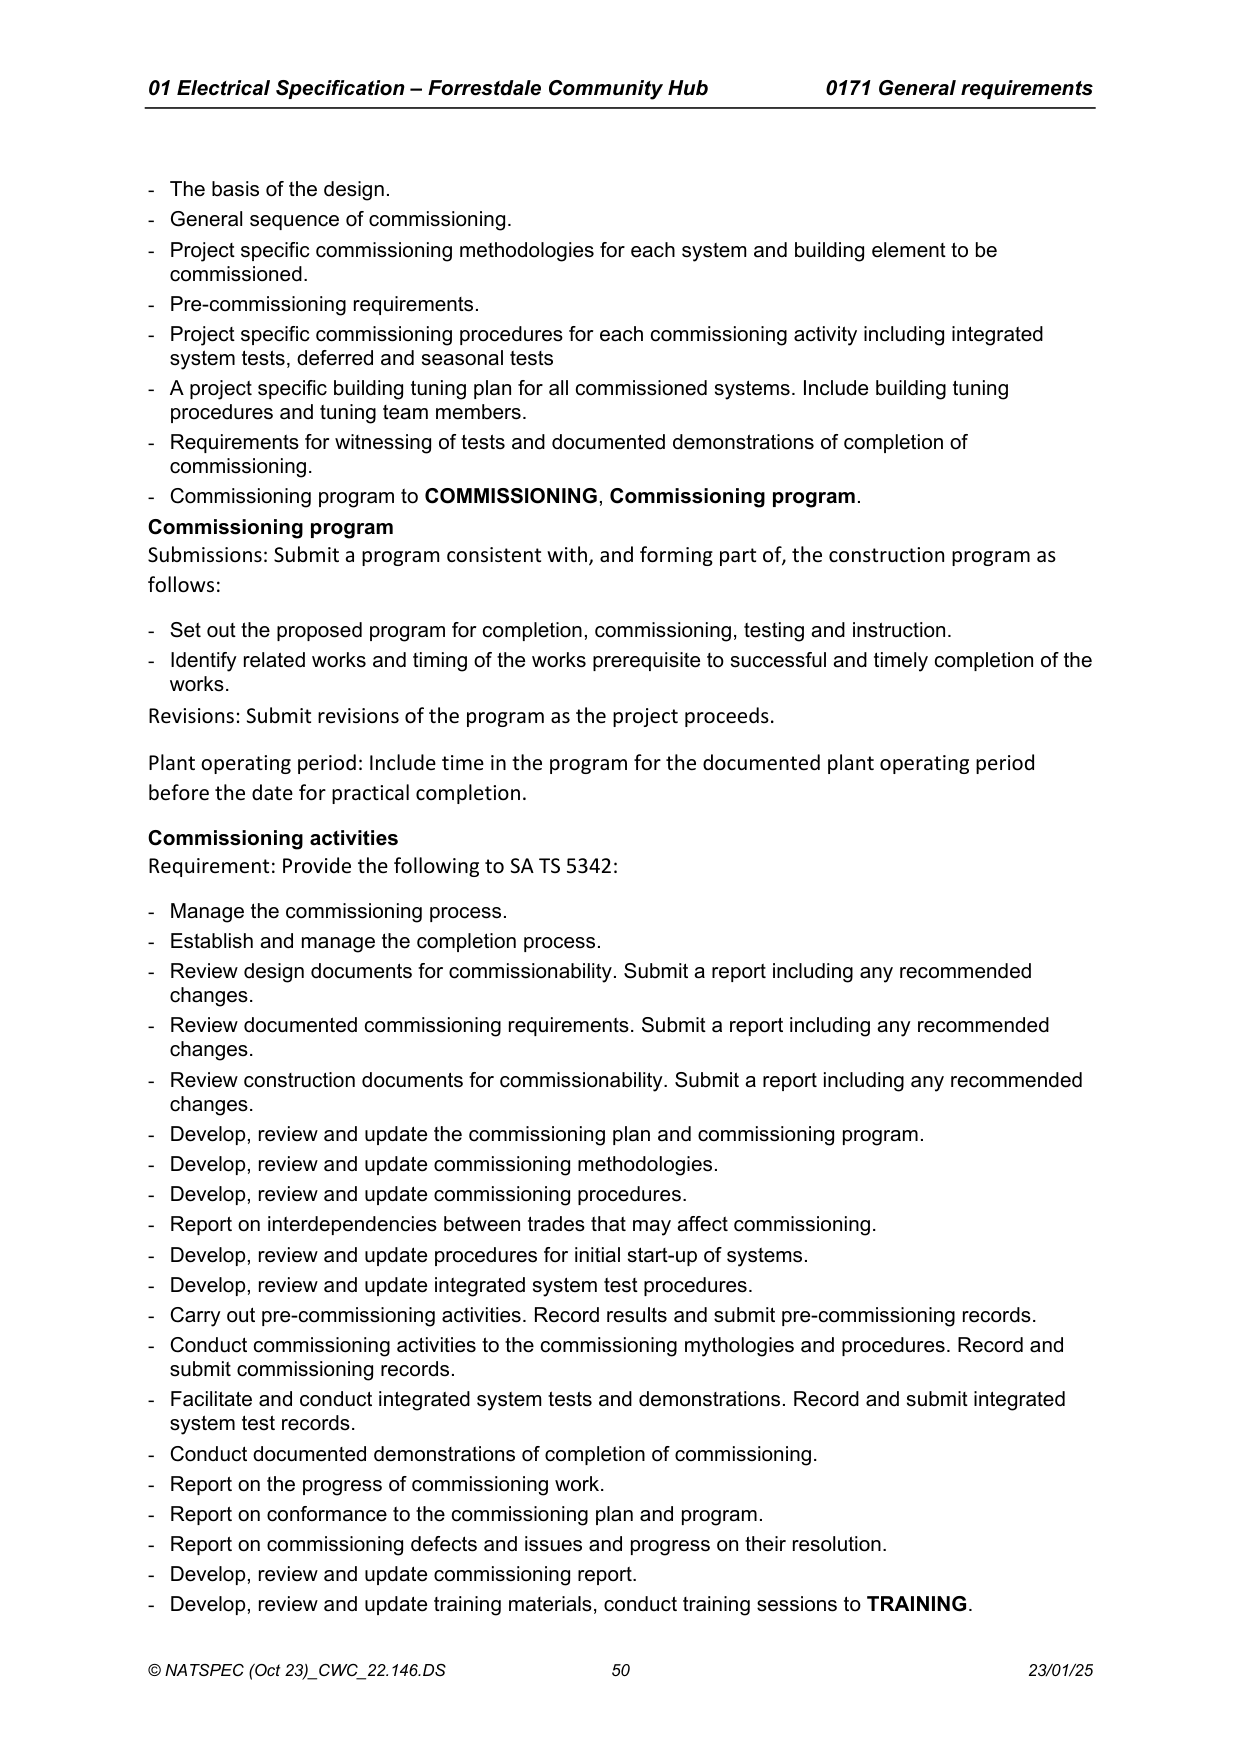 01 Electrical Specification – Forrestdale Community Hub 0171 General requirements
- The basis of the design.
- General sequence of commissioning.
- Project specific commissioning methodologies for each system and building element to be
commissioned.
- Pre-commissioning requirements.
- Project specific commissioning procedures for each commissioning activity including integrated
system tests, deferred and seasonal tests
- A project specific building tuning plan for all commissioned systems. Include building tuning
procedures and tuning team members.
- Requirements for witnessing of tests and documented demonstrations of completion of
commissioning.
- Commissioning program to COMMISSIONING, Commissioning program.
Commissioning program
Submissions: Submit a program consistent with, and forming part of, the construction program as
follows:
- Set out the proposed program for completion, commissioning, testing and instruction.
- Identify related works and timing of the works prerequisite to successful and timely completion of the
works.
Revisions: Submit revisions of the program as the project proceeds.
Plant operating period: Include time in the program for the documented plant operating period
before the date for practical completion.
Commissioning activities
Requirement: Provide the following to SA TS 5342:
- Manage the commissioning process.
- Establish and manage the completion process.
- Review design documents for commissionability. Submit a report including any recommended
changes.
- Review documented commissioning requirements. Submit a report including any recommended
changes.
- Review construction documents for commissionability. Submit a report including any recommended
changes.
- Develop, review and update the commissioning plan and commissioning program.
- Develop, review and update commissioning methodologies.
- Develop, review and update commissioning procedures.
- Report on interdependencies between trades that may affect commissioning.
- Develop, review and update procedures for initial start-up of systems.
- Develop, review and update integrated system test procedures.
- Carry out pre-commissioning activities. Record results and submit pre-commissioning records.
- Conduct commissioning activities to the commissioning mythologies and procedures. Record and
submit commissioning records.
- Facilitate and conduct integrated system tests and demonstrations. Record and submit integrated
system test records.
- Conduct documented demonstrations of completion of commissioning.
- Report on the progress of commissioning work.
- Report on conformance to the commissioning plan and program.
- Report on commissioning defects and issues and progress on their resolution.
- Develop, review and update commissioning report.
- Develop, review and update training materials, conduct training sessions to TRAINING.
© NATSPEC (Oct 23)_CWC_22.146.DS 50 23/01/25